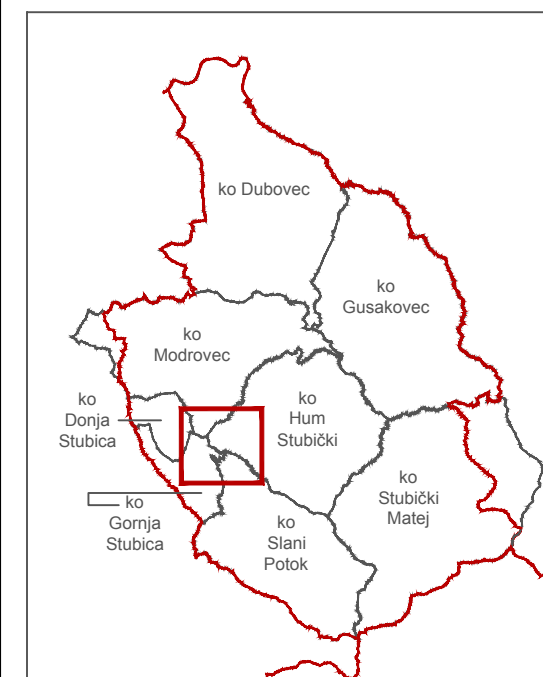 ko Dubovec
ko
Gusakovec
ko
Modrovec
ko
Donja
Stubica
ko
Hum
Stubički
ko
Stubički
Matej
ko
Gornja
Stubica
ko
Slani
Potok